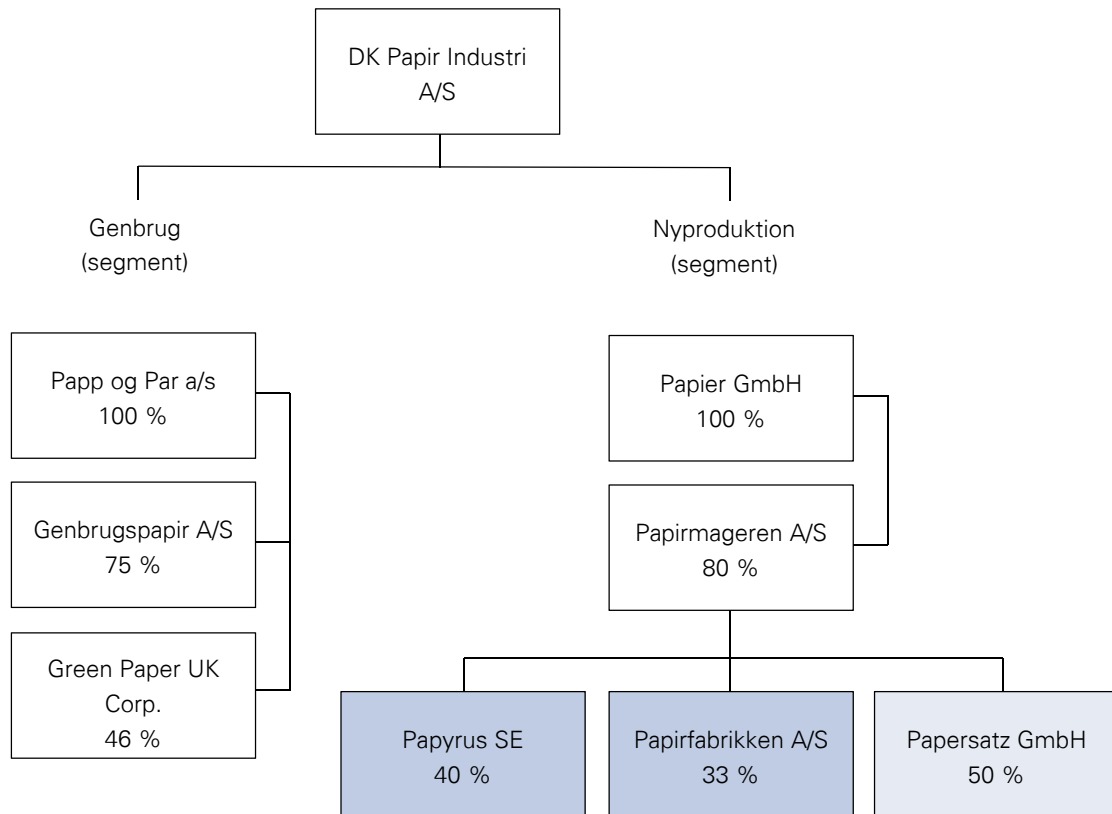 DK Papir Industri
A/S
Genbrug
(segment)
Nyproduktion
(segment)
Papp og Par a/s
100 %
Genbrugspapir A/S
75 %
Green Paper UK
Corp.
46 %
Papier GmbH
100 %
Papirmageren A/S
80 %
Papyrus SE
40 %
Papirfabrikken A/S
33 %
Papersatz GmbH
50 %